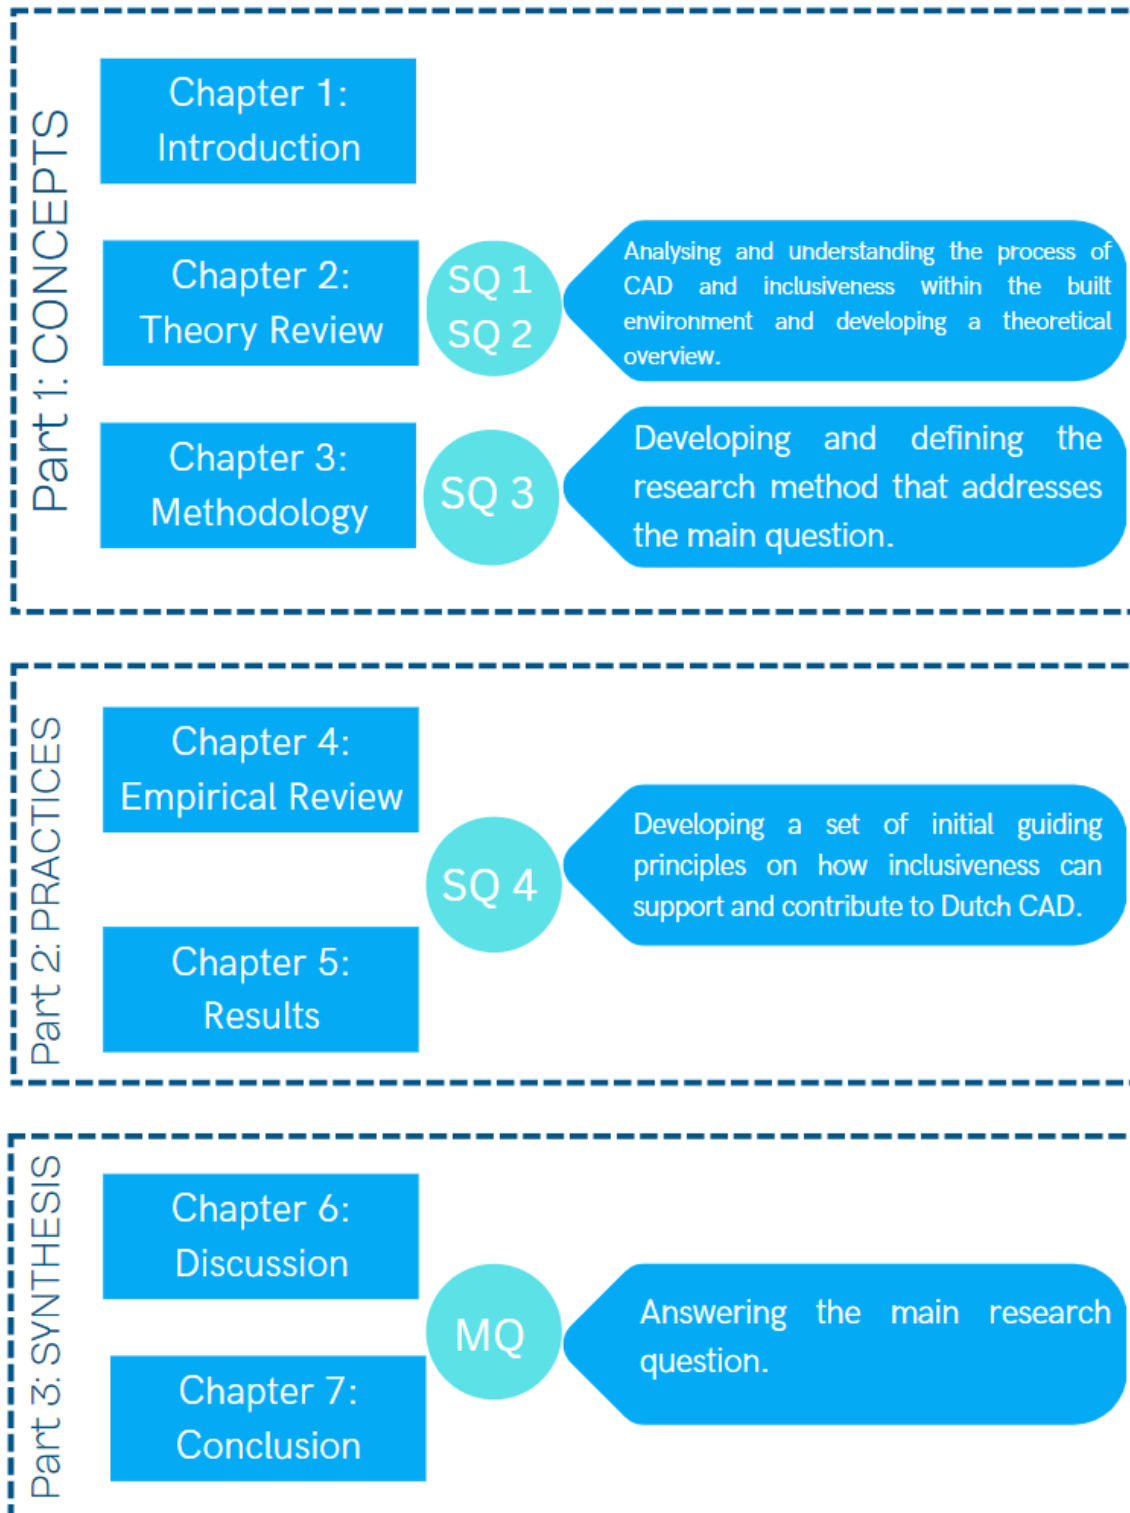 Part 1: CONCEPTS
Chapter 1:
Introduction
Chapter 2:
Theory Review
SQ 1
SQ 2
Analysing and understanding the process of
CAD and inclusiveness within the built
environment and developing a theoretical
overview.
Chapter 3:
Methodology
SQ 3
Developing and defining the
research method that addresses
the main question.
Part 2: PRACTICES
Chapter 4:
Empirical Review
SQ 4
Developing a set of initial guiding
principles on how inclusiveness can
support and contribute to Dutch CAD.
Chapter 5:
Results
Part 3: SYNTHESIS
Chapter 6:
Discussion
MQ
Answering the main research
question.
Chapter 7:
Conclusion